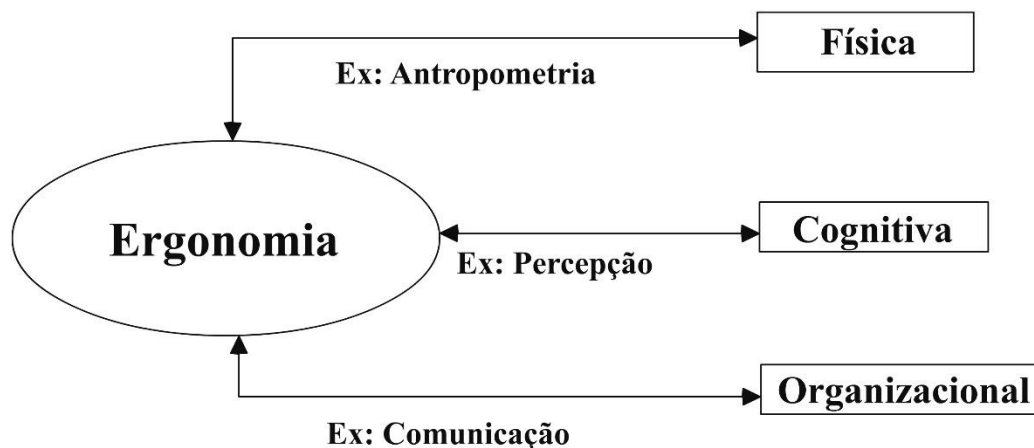 Física
Ex: Antropometria
Ergonomia
Cognitiva
Ex: Percepção
Organizacional
Ex: Comunicação